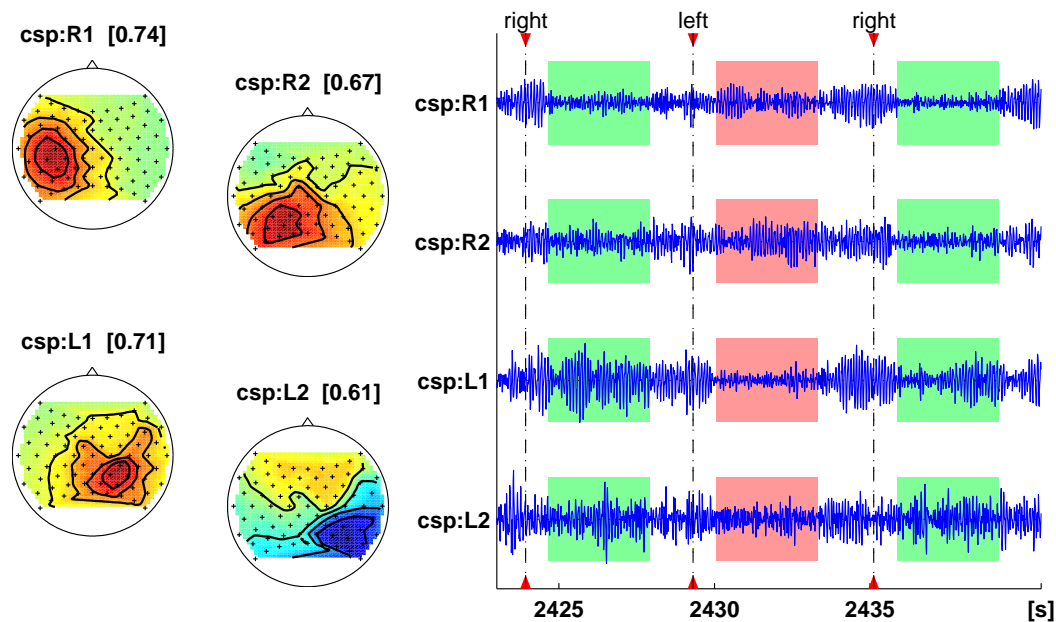 csp:R1 [0.74]
csp:R2 [0.67]
csp:L1 [0.71]
csp:L2 [0.61]
right left right
csp:R1
csp:R2
csp:L1
csp:L2
2425 2430 2435 [s]